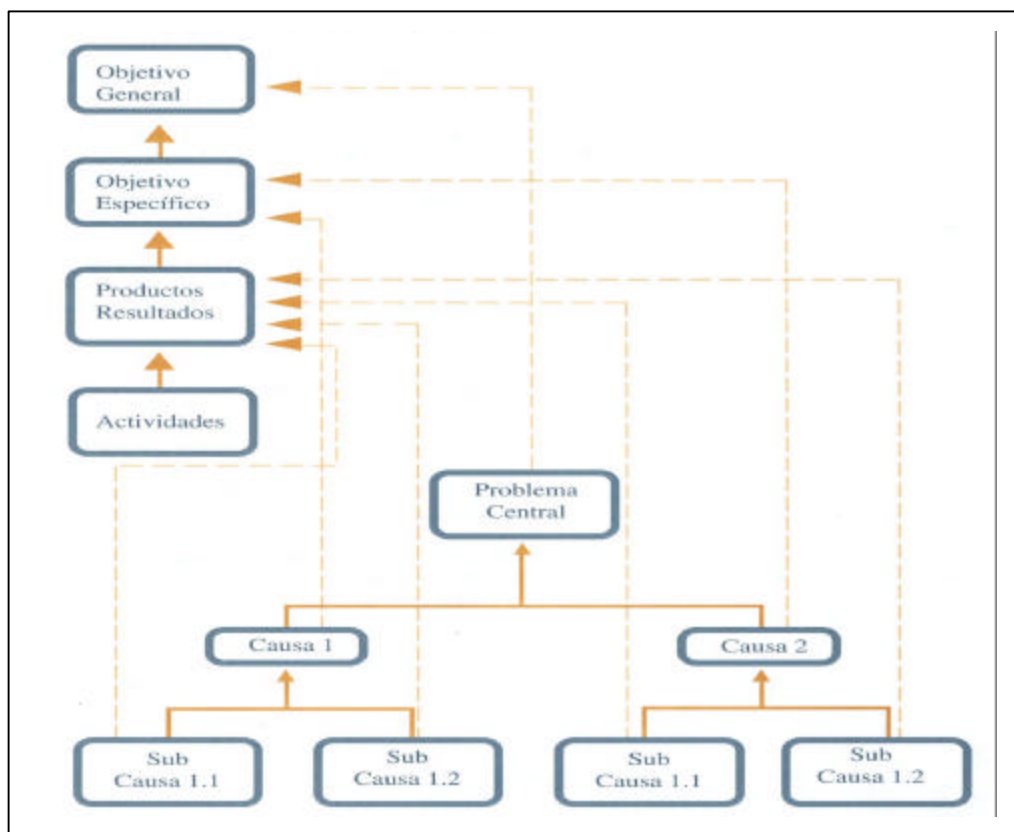 Objetivo
General
Objetivo
Específico
Productos
Resultados
Actividades
Problema
Central
Causa 1
Causa 2
Sub
Causa 1.1
Sub
Causa 1.2
Sub
Causa 1.1
Sub
Causa 1.2